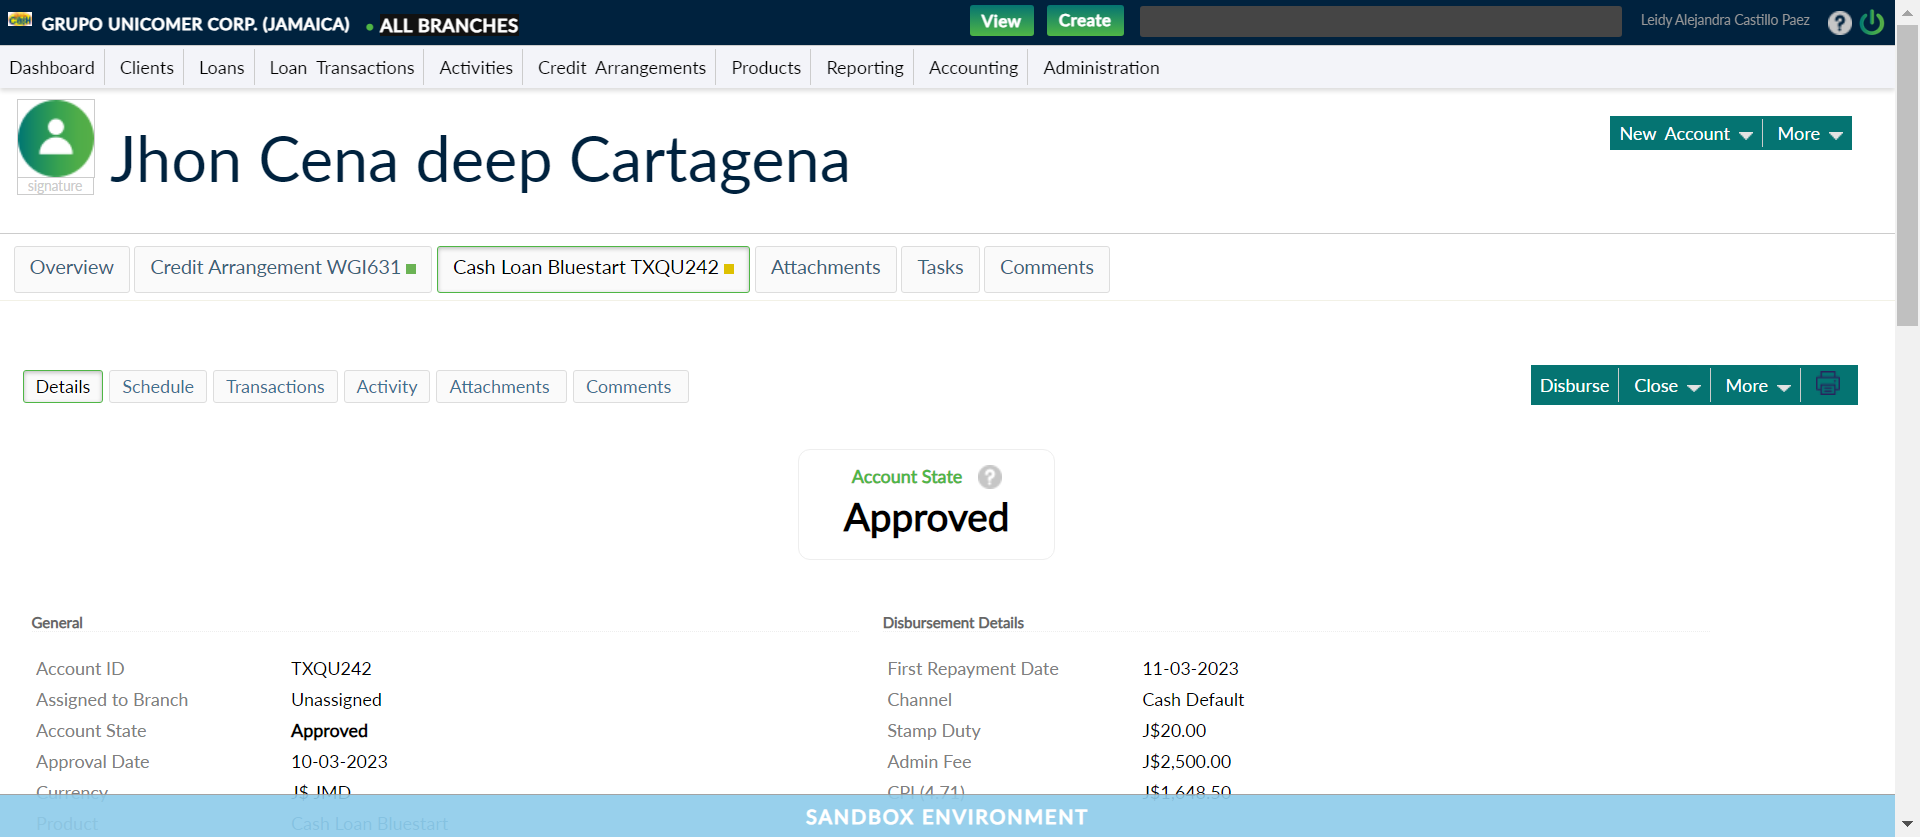 Cash GRUPO UNICOMER CORP. (JAMAICA) • ALL BRANCHES View Create Leidy Alejandra Castillo Paez ?
Dashboard Clients Loans Loan Transactions Activities Credit Arrangements Products Reporting Accounting Administration
signature
Jhon Cena deep Cartagena
New Account More
Overview Credit Arrangement WGI631 Cash Loan Bluestart TXQU242 Attachments Tasks Comments
Details Schedule Transactions Activity Attachments Comments
Disburse Close More
Account State ?
Approved
General
Account ID TXQU242
Assigned to Branch Unassigned
Account State Approved
Approval Date 10-03-2023
Currency J$ JMD
Product Cash Loan Bluestart
Disbursement Details
First Repayment Date 11-03-2023
Channel Cash Default
Stamp Duty J$20.00
Admin Fee J$2,500.00
CPI (4.71) J$1,648.50
SANDBOX ENVIRONMENT